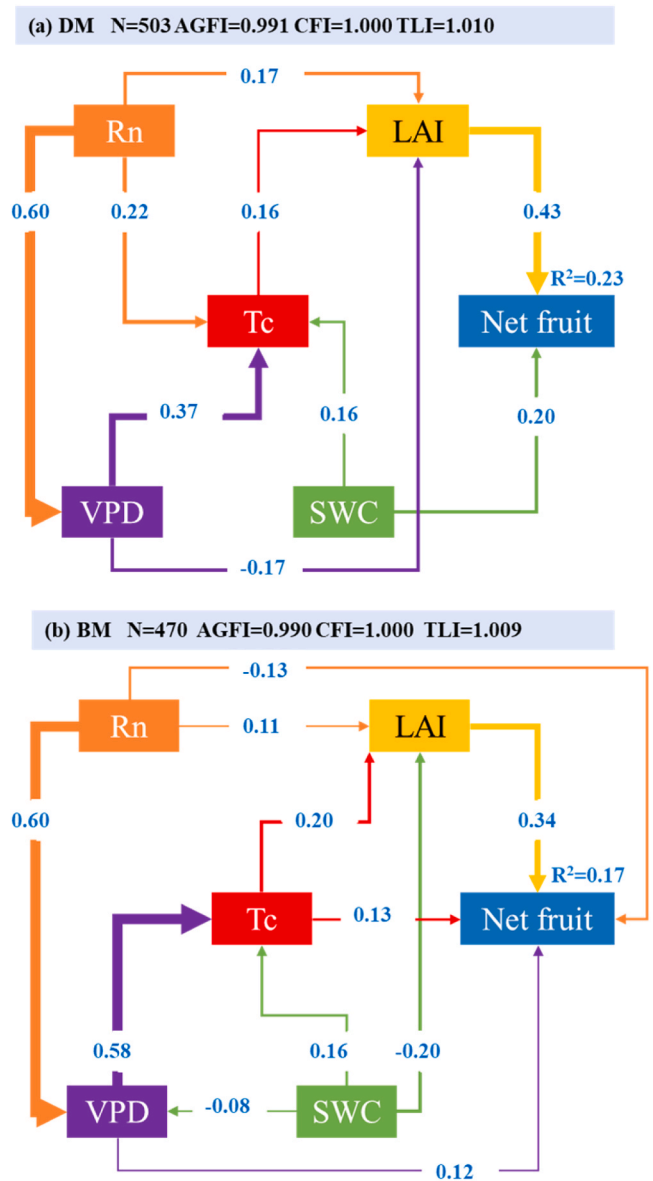 (a) DM N=503 AGFI=0.991 CFI=1.000 TLI=1.010
0.17
Rn
LAI
0.60
0.22
0.16
0.43
R²=0.23
Tc
Net fruit
0.37
0.16
0.20
VPD
SWC
-0.17
(b) BM N=470 AGFI=0.990 CFI=1.000 TLI=1.009
-0.13
Rn
0.11
LAI
0.60
0.20
0.34
R²=0.17
Tc
0.13
Net fruit
0.58
0.16
-0.20
VPD
-0.08
SWC
0.12